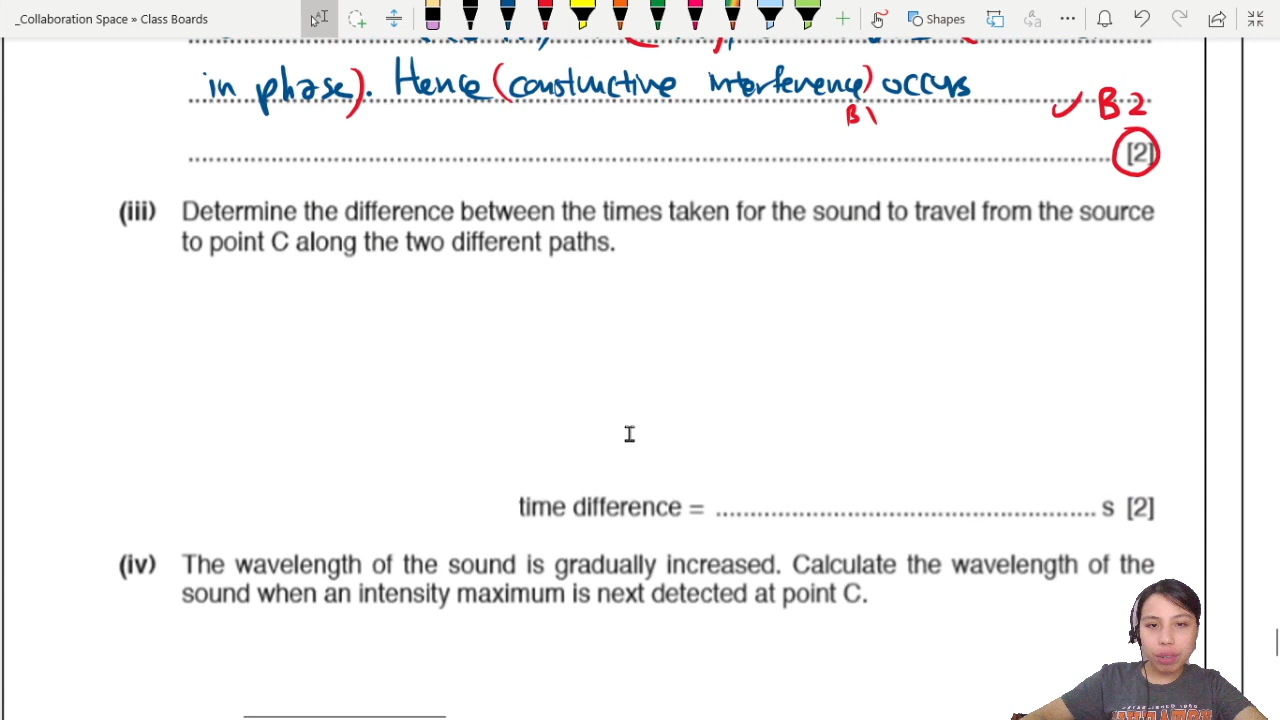 _Collaboration Space » Class Boards
Shapes
in phase). Hence (constructive interference) occurs
B1
✓ B2
[2]
(iii) Determine the difference between the times taken for the sound to travel from the source
to point C along the two different paths.
time difference = ........................................................ s [2]
(iv) The wavelength of the sound is gradually increased. Calculate the wavelength of the
sound when an intensity maximum is next detected at point C.